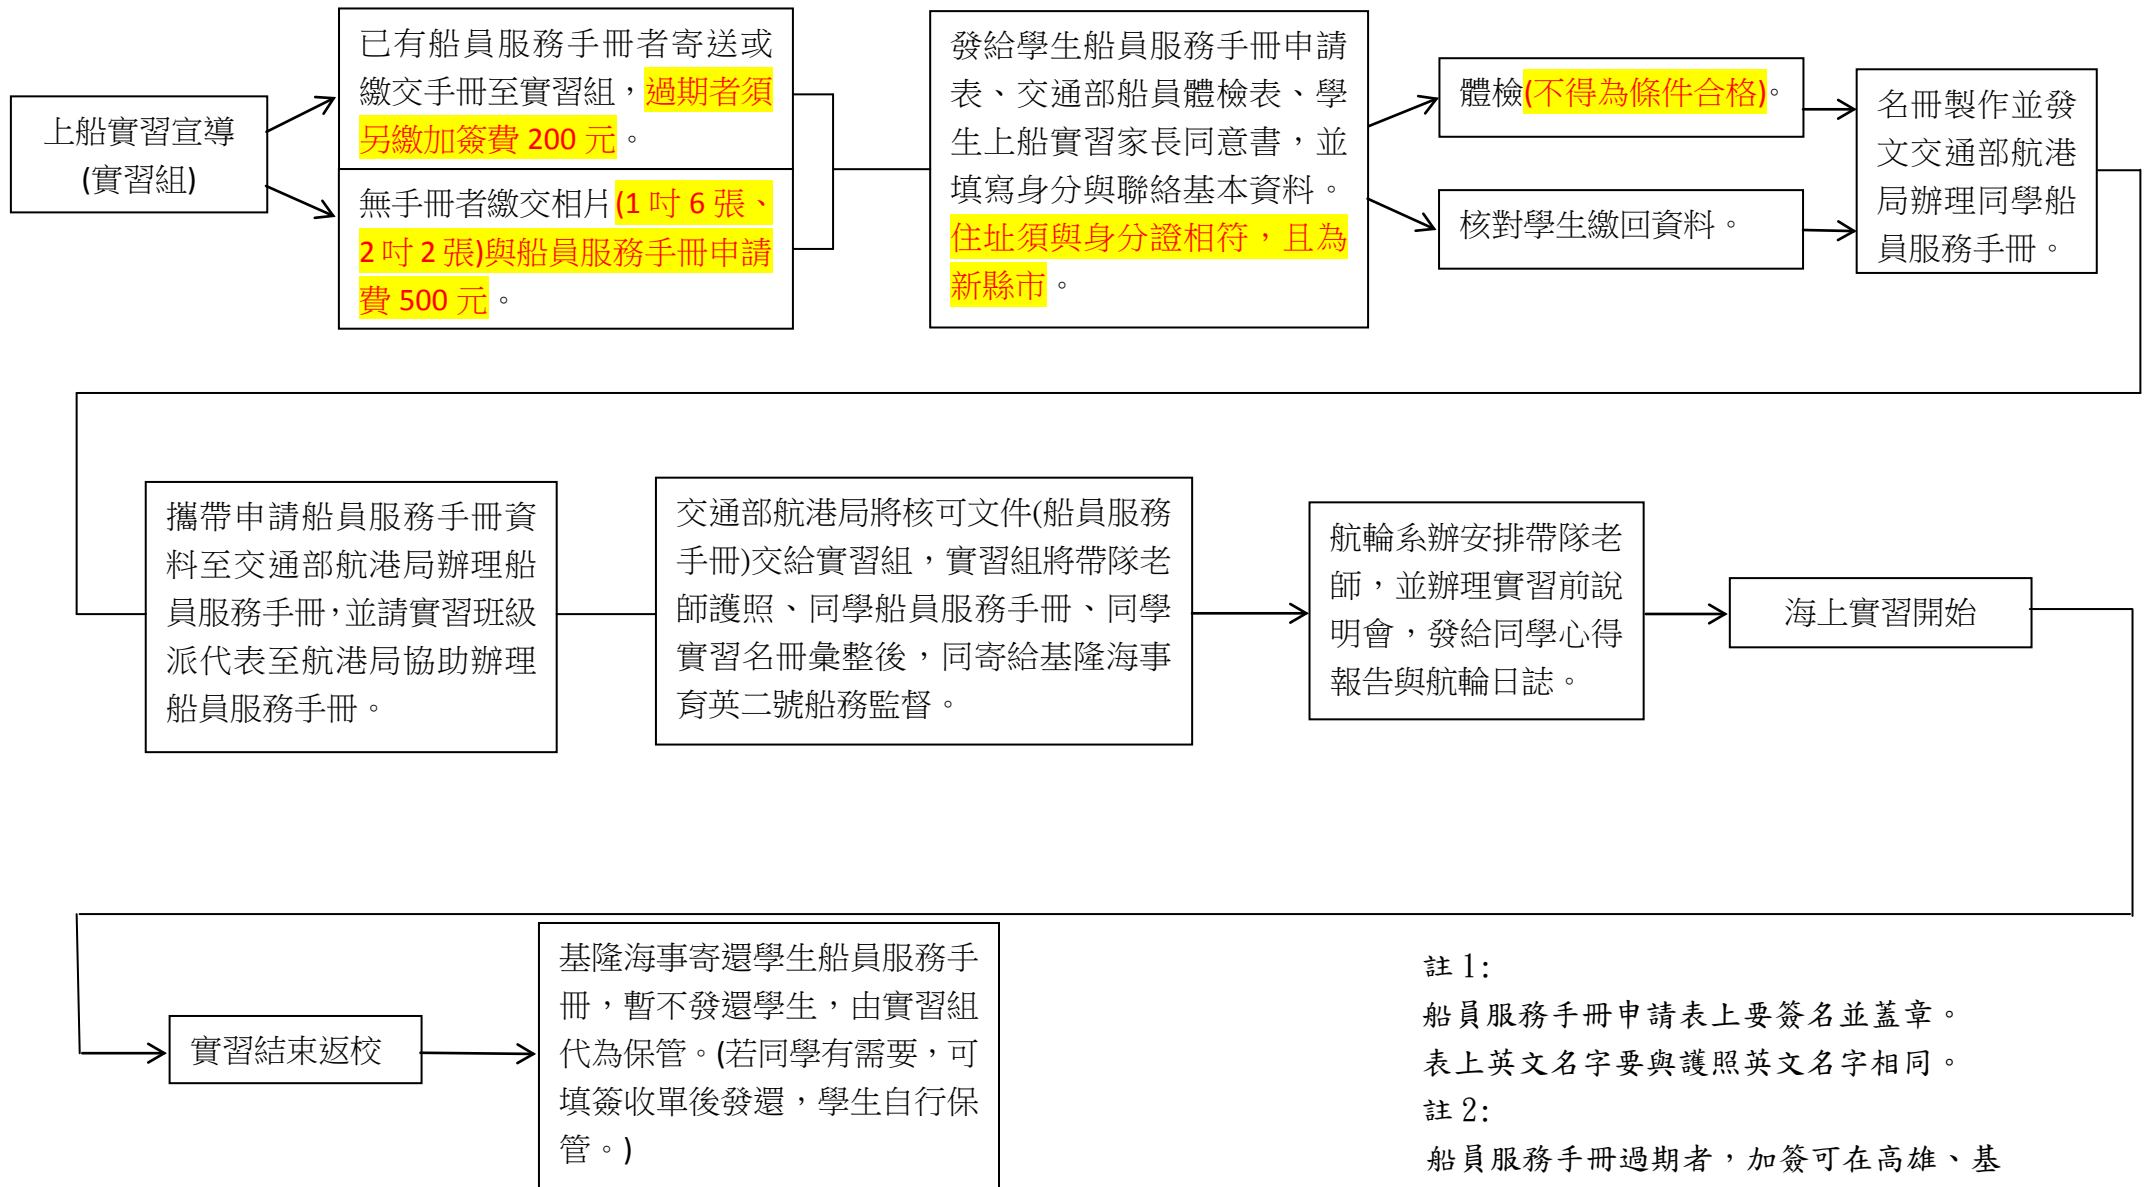 上船實習宣導
(實習組)
已有船員服務手冊者寄送或
繳交手冊至實習組，過期者須
另繳加簽費 200 元。
無手冊者繳交相片(1 吋 6 張、
2 吋 2 張)與船員服務手冊申請
費 500 元。
發給學生船員服務手冊申請
表、交通部船員體檢表、學
生上船實習家長同意書，並
填寫身分與聯絡基本資料。
住址須與身分證相符，且為
新縣市。
體檢(不得為條件合格)。
核對學生繳回資料。
名冊製作並發
文交通部航港
局辦理同學船
員服務手冊。
攜帶申請船員服務手冊資
料至交通部航港局辦理船
員服務手冊，並請實習班級
派代表至航港局協助辦理
船員服務手冊。
交通部航港局將核可文件(船員服務
手冊)交給實習組，實習組將帶隊老
師護照、同學船員服務手冊、同學
實習名冊彙整後，同寄給基隆海事
育英二號船務監督。
航輪系辦安排帶隊老
師，並辦理實習前說
明會，發給同學心得
報告與航輪日誌。
海上實習開始
實習結束返校
基隆海事寄還學生船員服務手
冊，暫不發還學生，由實習組
代為保管。(若同學有需要，可
填簽收單後發還，學生自行保
管。)
註 1:
船員服務手冊申請表上要簽名並蓋章。
表上英文名字要與護照英文名字相同。
註 2:
船員服務手冊過期者，加簽可在高雄、基